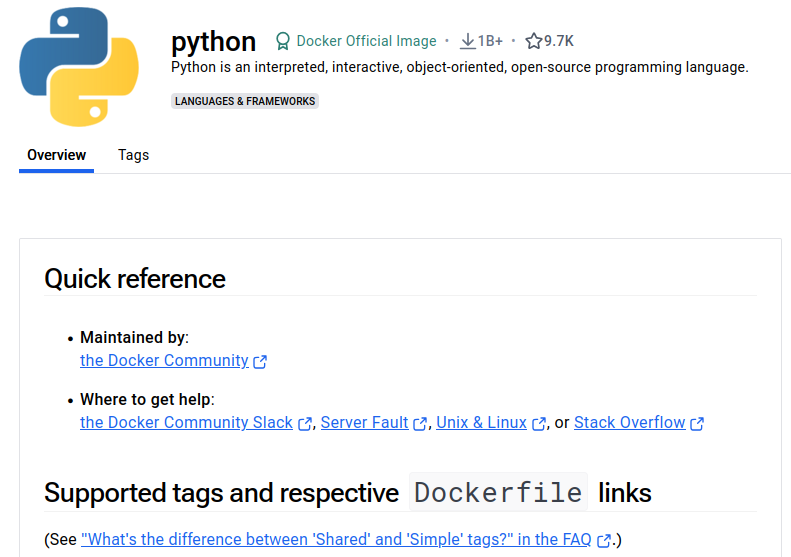 python Docker Official Image · 1B+ · 9.7K
Python is an interpreted, interactive, object-oriented, open-source programming language.
LANGUAGES & FRAMEWORKS
Overview Tags
Quick reference
• Maintained by:
the Docker Community
• Where to get help:
the Docker Community Slack, Server Fault, Unix & Linux, or Stack Overflow
Supported tags and respective Dockerfile links
(See "What's the difference between 'Shared' and 'Simple' tags?" in the FAQ.)